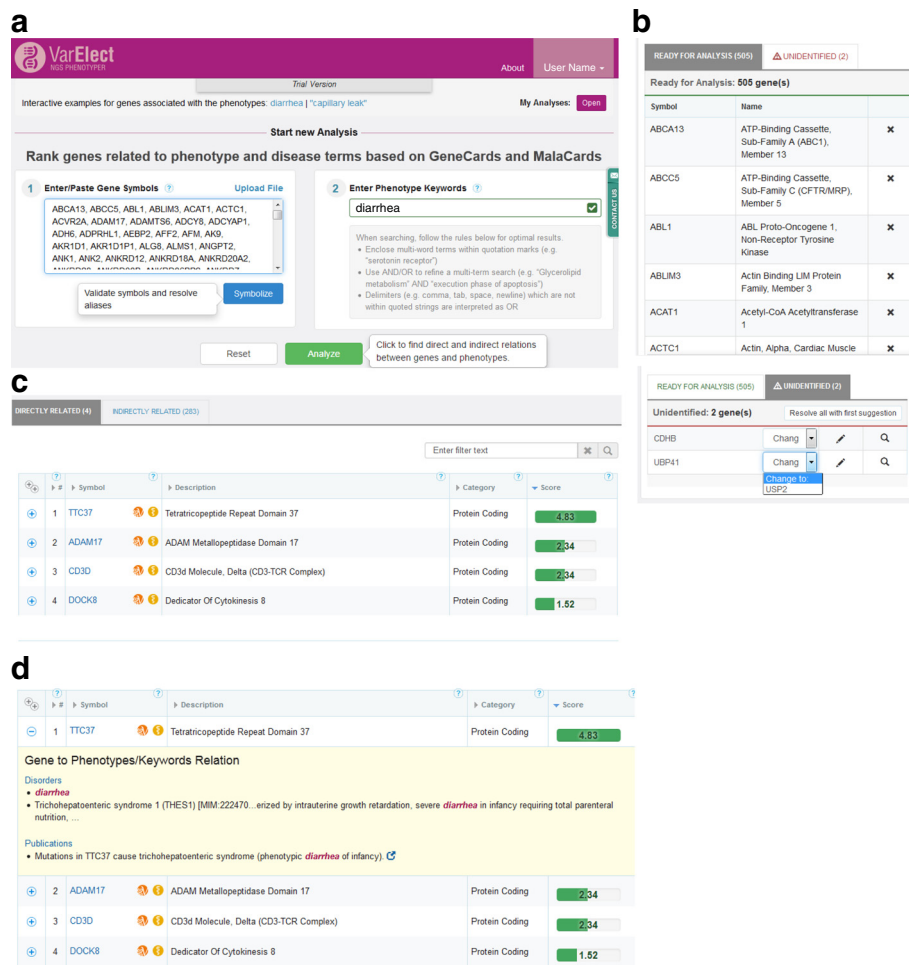 a
VarElect
NGS PHENOTYPER
About
User Name
Trial Version
Interactive examples for genes associated with the phenotypes: diarrhea | "capillary leak"
My Analyses: Open
Start new Analysis
Rank genes related to phenotype and disease terms based on GeneCards and MalaCards
1 Enter/Paste Gene Symbols ? Upload File
ABCA13, ABCC5, ABL1, ABLIM3, ACAT1, ACTC1,
ACVR2A, ADAM17, ADAMTS6, ADCY8, ADCYAP1,
ADH6, ADPRHL1, AEBP2, AFF2, AFM, AK9,
AKR1D1, AKR1D1P1, ALG8, ALMS1, ANGPT2,
ANK1, ANK2, ANKRD12, ANKRD18A, ANKRD20A2,
Validate symbols and resolve
aliases
Symbolize
2 Enter Phenotype Keywords ?
diarrhea
When searching, follow the rules below for optimal results.
• Enclose multi-word terms within quotation marks (e.g.
"serotonin receptor")
• Use AND/OR to refine a multi-term search (e.g. "Glycerolipid
metabolism" AND "execution phase of apoptosis")
• Delimiters (e.g. comma, tab, space, newline) which are not
within quoted strings are interpreted as OR
CONTACT US
Reset
Analyze
Click to find direct and indirect relations
between genes and phenotypes.
b
READY FOR ANALYSIS (505)
UNIDENTIFIED (2)
Ready for Analysis: 505 gene(s)
Symbol Name
ABCA13 ATP-Binding Cassette,
Sub-Family A (ABC1),
Member 13
ABCC5 ATP-Binding Cassette,
Sub-Family C (CFTR/MRP),
Member 5
ABL1 ABL Proto-Oncogene 1,
Non-Receptor Tyrosine
Kinase
ABLIM3 Actin Binding LIM Protein
Family, Member 3
ACAT1 Acetyl-CoA Acetyltransferase
1
ACTC1 Actin, Alpha, Cardiac Muscle
READY FOR ANALYSIS (505)
UNIDENTIFIED (2)
Unidentified: 2 gene(s) Resolve all with first suggestion
CDHB Chang
UBP41 Chang
Change to:
USP2
c
DIRECTLY RELATED (4)
INDIRECTLY RELATED (283)
Enter filter text
# Symbol Description Category Score
1 TTC37 Tetratricopeptide Repeat Domain 37 Protein Coding 4.83
2 ADAM17 ADAM Metallopeptidase Domain 17 Protein Coding 2.34
3 CD3D CD3d Molecule, Delta (CD3-TCR Complex) Protein Coding 2.34
4 DOCK8 Dedicator Of Cytokinesis 8 Protein Coding 1.52
d
# Symbol Description Category Score
1 TTC37 Tetratricopeptide Repeat Domain 37 Protein Coding 4.83
Gene to Phenotypes/Keywords Relation
Disorders
• diarrhea
• Trichohepatoenteric syndrome 1 (THES1) [MIM:222470...erized by intrauterine growth retardation, severe diarrhea in infancy requiring total parenteral
nutrition, ...
Publications
• Mutations in TTC37 cause trichohepatoenteric syndrome (phenotypic diarrhea of infancy).
2 ADAM17 ADAM Metallopeptidase Domain 17 Protein Coding 2.34
3 CD3D CD3d Molecule, Delta (CD3-TCR Complex) Protein Coding 2.34
4 DOCK8 Dedicator Of Cytokinesis 8 Protein Coding 1.52